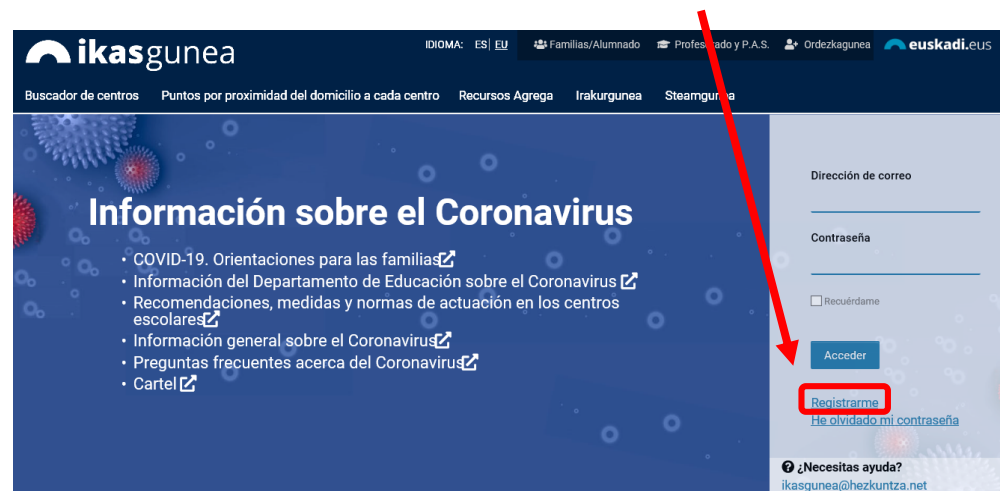 ikasgunea
IDIOMA: ES| EU
Familias/Alumnado
Profesorado y P.A.S.
Ordezkagunea
euskadi.eus
Buscador de centros
Puntos por proximidad del domicilio a cada centro
Recursos Agrega
Irakurgunea
Steamgunea
Información sobre el Coronavirus
• COVID-19. Orientaciones para las familias
• Información del Departamento de Educación sobre el Coronavirus
• Recomendaciones, medidas y normas de actuación en los centros
escolares
• Información general sobre el Coronavirus
• Preguntas frecuentes acerca del Coronavirus
• Cartel
Dirección de correo
Contraseña
Recuérdame
Acceder
Registrarme
He olvidado mi contraseña
¿Necesitas ayuda?
ikasgunea@hezkuntza.net